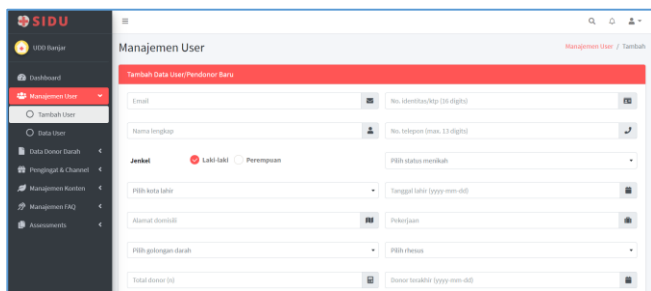 SIDU
UDD Banjar
Manajemen User
Manajemen User / Tambah
Dashboard
Manajemen User
Tambah User
Data User
Data Donor Darah
Pengingat & Channel
Manajemen Konten
Manajemen FAQ
Assessments
Tambah Data User/Pendonor Baru
Email
No. identitas/ktp (16 digits)
Nama lengkap
No. telepon [max. 13 digits]
Jenkel Laki-laki Perempuan
Pilih status menikah
Pilih kota lahir
Tanggal lahir (yyyy-mm-dd)
Alamat domisili
Pekerjaan
Pilih golongan darah
Pilih rhesus
Total donor (n)
Donor terakhir (yyyy-mm-dd)